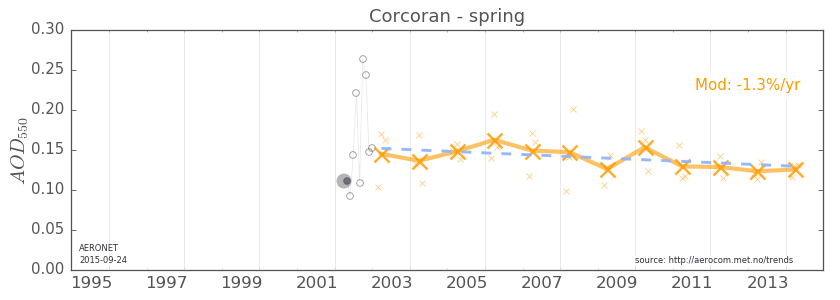 Corcoran - spring
0.30
0.25
0.20
0.15
0.10
0.05
0.00
AOD550
Mod: -1.3%/yr
AERONET
2015-09-24
source: http://aerocom.met.no/trends
1995 1997 1999 2001 2003 2005 2007 2009 2011 2013